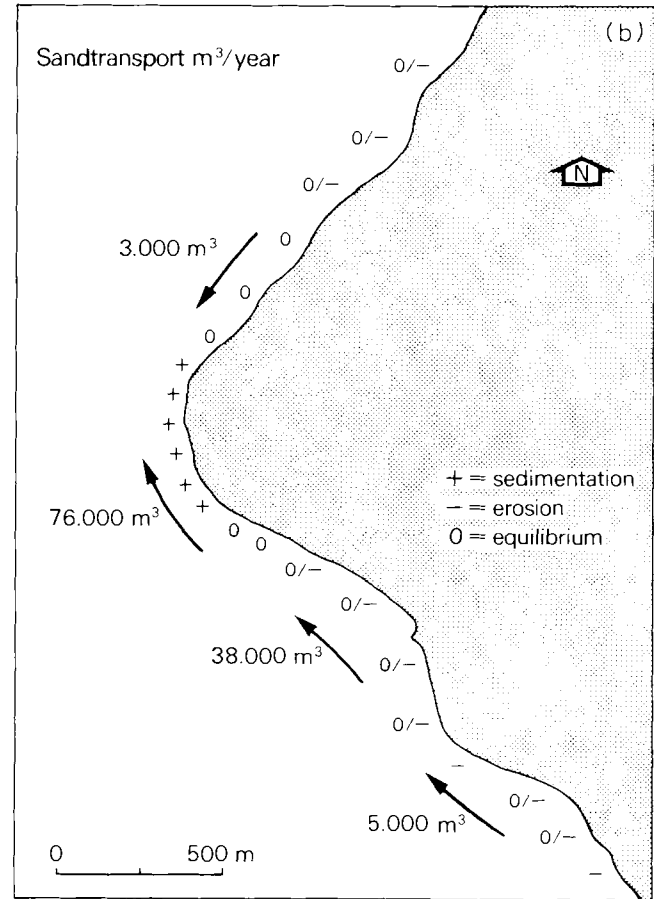 (b)
Sandtransport m³/year
0/–
0/–
N
0/–
0
3.000 m³
0
0
+
+
+
+
+ = sedimentation
+
– = erosion
+
76.000 m³
0
0
0 = equilibrium
0/–
0/–
38.000 m³
0/–
0/–
–
0/–
5.000 m³
0/–
0 500 m
–